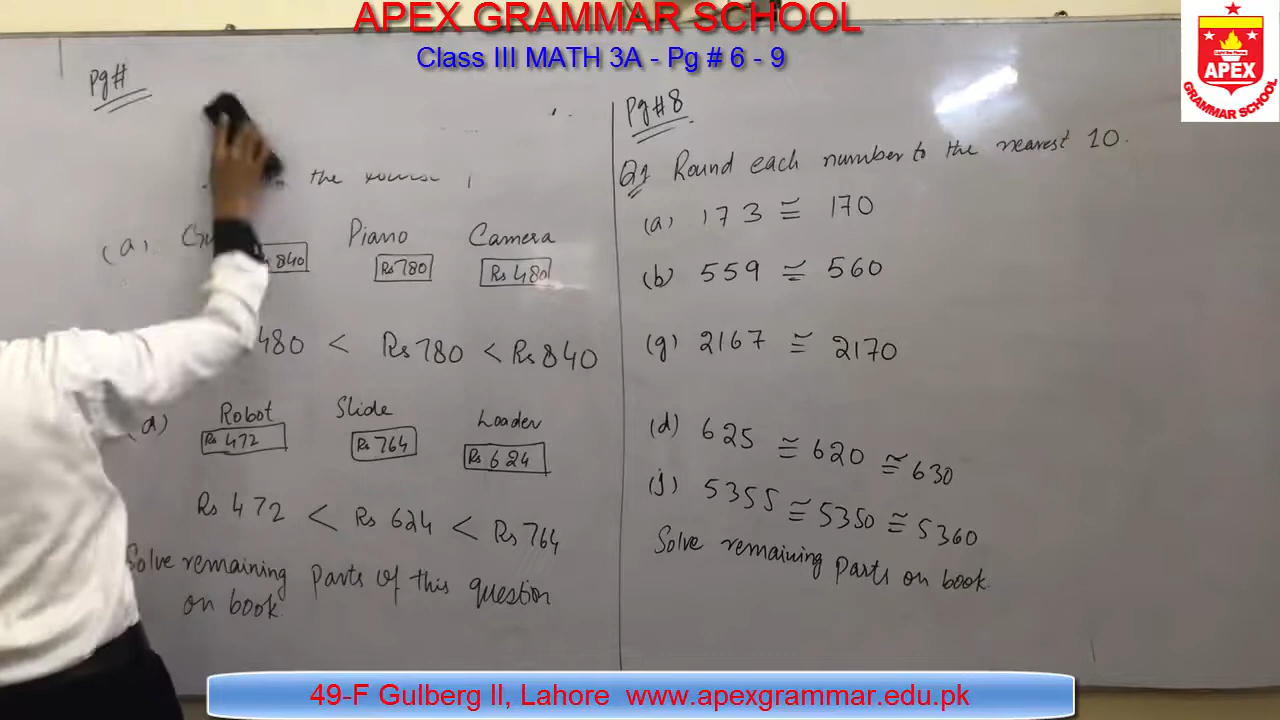 APEX GRAMMAR SCHOOL
Class III MATH 3A - Pg # 6 - 9
APEX
GRAMMAR SCHOOL
Pg#
the
(a)
Piano
Camera
840
Rs 780
Rs 480
480 < Rs 780 < Rs 840
(d)
Robot
Slide
Loader
Rs 472
Rs 764
Rs 624
Rs 472 < Rs 624 < Rs 764
Solve remaining parts of this question
on book.
Pg#8
Q1 Round each number to the nearest 10.
(a) 173 ≅ 170
(b) 559 ≅ 560
(g) 2167 ≅ 2170
(d) 625 ≅ 620 ≅ 630
(j) 5355 ≅ 5350 ≅ 5360
Solve remaining parts on book.
49-F Gulberg II, Lahore www.apexgrammar.edu.pk